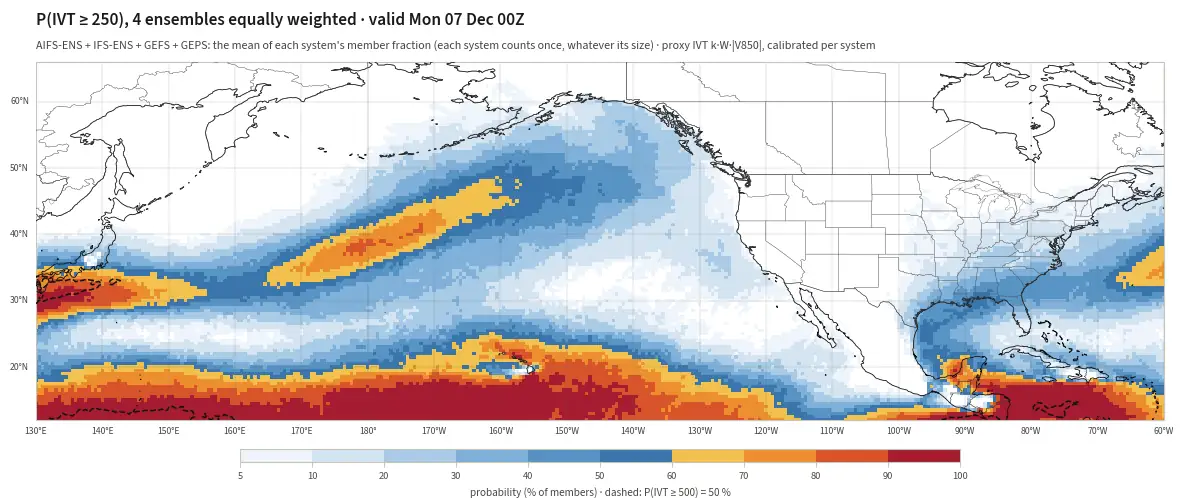 P(IVT ≥ 250), 4 ensembles equally weighted · valid Mon 07 Dec 00Z
AIFS-ENS + IFS-ENS + GEFS + GEPS: the mean of each system's member fraction (each system counts once, whatever its size) · proxy IVT k·W·|V850|, calibrated per system
60°N
50°N
40°N
30°N
20°N
130°E 140°E 150°E 160°E 170°E 180° 170°W 160°W 150°W 140°W 130°W 120°W 110°W 100°W 90°W 80°W 70°W 60°W
5 10 20 30 40 50 60 70 80 90 100
probability (% of members) · dashed: P(IVT ≥ 500) = 50 %